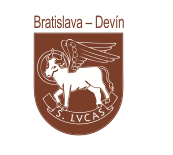 Bratislava – Devín
S. LVCAS